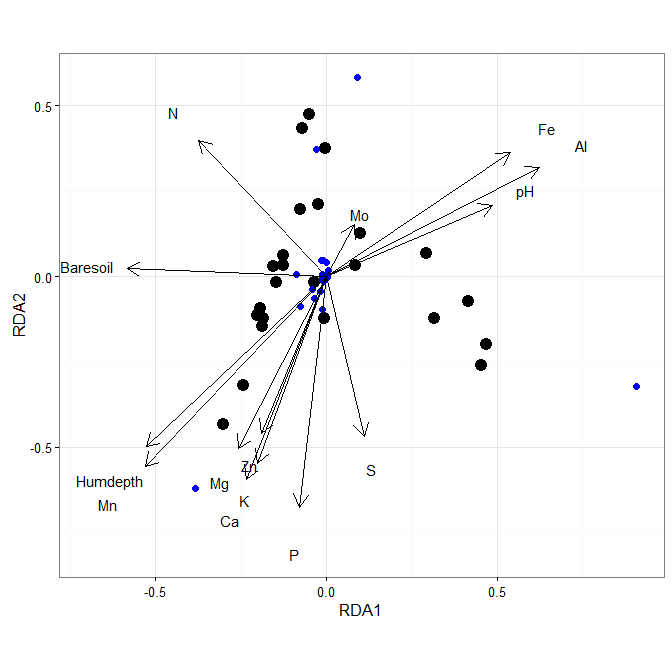 0.5
N
Fe
Al
pH
Mo
Baresoil
0.0
RDA2
-0.5
S
Zn
Humdepth
Mg
K
Mn
Ca
P
-0.5
0.0
0.5
RDA1